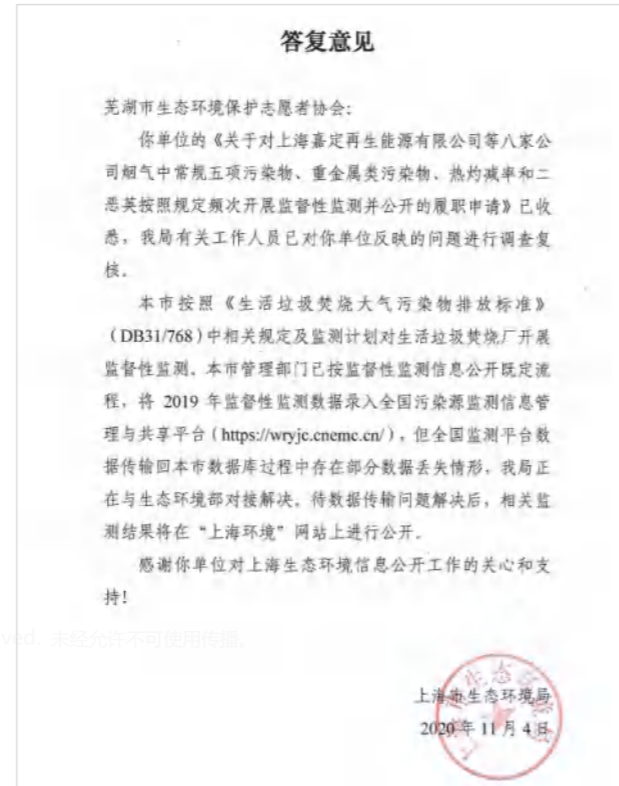 答复意见
芜湖市生态环境保护志愿者协会：
你单位的《关于对上海嘉定再生能源有限公司等八家公
司烟气中常规五项污染物、重金属类污染物、热灼减率和二
恶英按照规定频次开展监督性监测并公开的履职申请》已收
悉，我局有关工作人员已对你单位反映的问题进行调查复
核。
本市按照《生活垃圾焚烧大气污染物排放标准》
（DB31/768）中相关规定及监测计划对生活垃圾焚烧厂开展
监督性监测。本市管理部门已按监督性监测信息公开既定流
程，将 2019 年监督性监测数据录入全国污染源监测信息管
理与共享平台（https://wryjc.cnemc.cn/），但全国监测平台数
据传输回本市数据库过程中存在部分数据丢失情形，我局正
在与生态环境部对接解决。待数据传输问题解决后，相关监
测结果将在“上海环境”网站上进行公开。
感谢你单位对上海生态环境信息公开工作的关心和支
持！
ved. 未经允许不可使用传播。
上海市生态环境局
2020 年 11 月 4 日